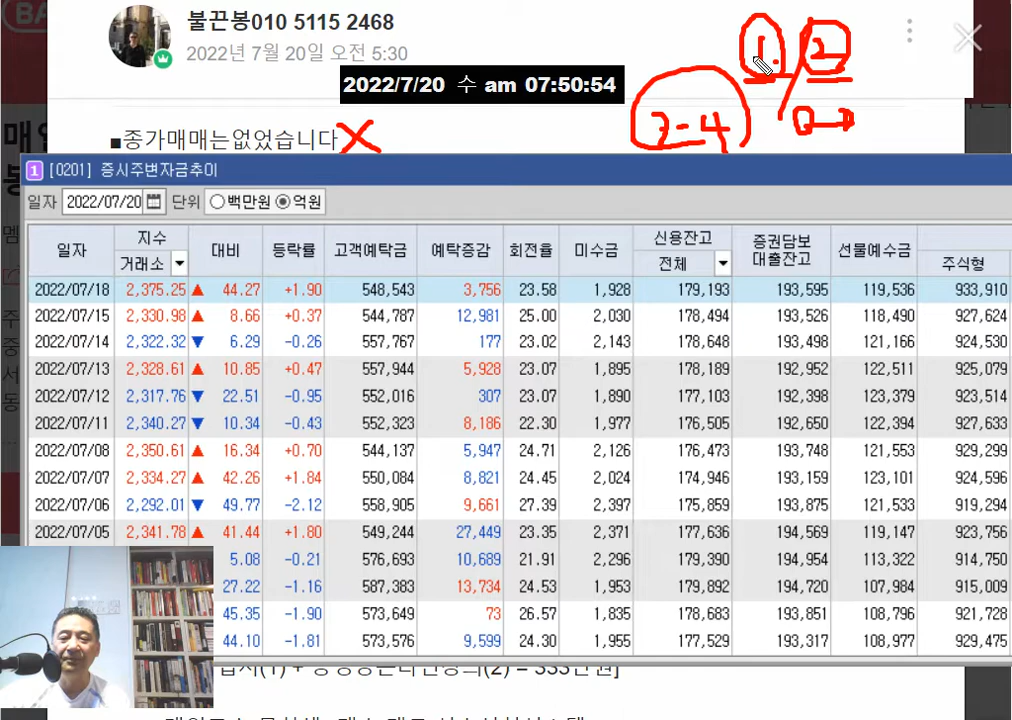 불끈봉010 5115 2468
2022년 7월 20일 오전 5:30
2022/7/20 수 am 07:50:54
1 / 2
2-4
■종가매매는없었습니다 X
1 [0201] 증시주변자금추이
일자 2022/07/20 단위 백만원 억원
일자 지수 거래소 대비 등락률 고객예탁금 예탁증감 회전율 미수금 신용잔고 전체 증권담보 대출잔고 선물예수금 주식형
2022/07/18 2,375.25 ▲ 44.27 +1.90 548,543 3,756 23.58 1,928 179,193 193,595 119,536 933,910
2022/07/15 2,330.98 ▲ 8.66 +0.37 544,787 12,981 25.00 2,030 178,494 193,526 118,490 927,624
2022/07/14 2,322.32 ▼ 6.29 -0.26 557,767 177 23.02 2,143 178,648 193,498 121,166 924,530
2022/07/13 2,328.61 ▲ 10.85 +0.47 557,944 5,928 23.07 1,895 178,189 192,952 122,511 925,079
2022/07/12 2,317.76 ▼ 22.51 -0.95 552,016 307 23.07 1,890 177,103 192,398 123,379 923,514
2022/07/11 2,340.27 ▼ 10.34 -0.43 552,323 8,186 22.30 1,977 176,505 192,650 122,394 927,633
2022/07/08 2,350.61 ▲ 16.34 +0.70 544,137 5,947 24.71 2,126 176,473 193,748 121,553 929,299
2022/07/07 2,334.27 ▲ 42.26 +1.84 550,084 8,821 24.45 2,024 174,946 193,159 123,101 924,596
2022/07/06 2,292.01 ▼ 49.77 -2.12 558,905 9,661 27.39 2,397 175,859 193,875 121,533 919,294
2022/07/05 2,341.78 ▲ 41.44 +1.80 549,244 27,449 23.35 2,371 177,636 194,569 119,147 923,756
5.08 -0.21 576,693 10,689 21.91 2,296 179,390 194,954 113,322 914,750
27.22 -1.16 587,383 13,734 24.53 1,953 179,892 194,720 107,984 915,009
45.35 -1.90 573,649 73 26.57 1,835 178,683 193,851 108,796 921,728
44.10 -1.81 573,576 9,599 24.30 1,955 177,529 193,317 108,977 929,475